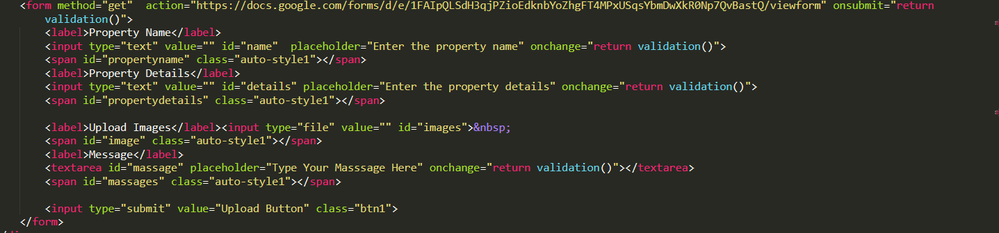 <form method="get"  action="https://docs.google.com/forms/d/e/1FAIpQLSdH3qjPZioEdknbYoZhgFT4MPxUSqsYbmDwXkR0Np7QvBastQ/viewform" onsubmit="return
validation()">
<label>Property Name</label>
<input type="text" value="" id="name"  placeholder="Enter the property name" onchange="return validation()">
<span id="propertyname" class="auto-style1"></span>
<label>Property Details</label>
<input type="text" value="" id="details" placeholder="Enter the property details" onchange="return validation()">
<span id="propertydetails" class="auto-style1"></span>
<label>Upload Images</label><input type="file" value="" id="images">&nbsp;
<span id="image" class="auto-style1"></span>
<label>Message</label>
<textarea id="massage" placeholder="Type Your Masssage Here" onchange="return validation()"></textarea>
<span id="massages" class="auto-style1"></span>
<input type="submit" value="Upload Button" class="btn1">
</form>